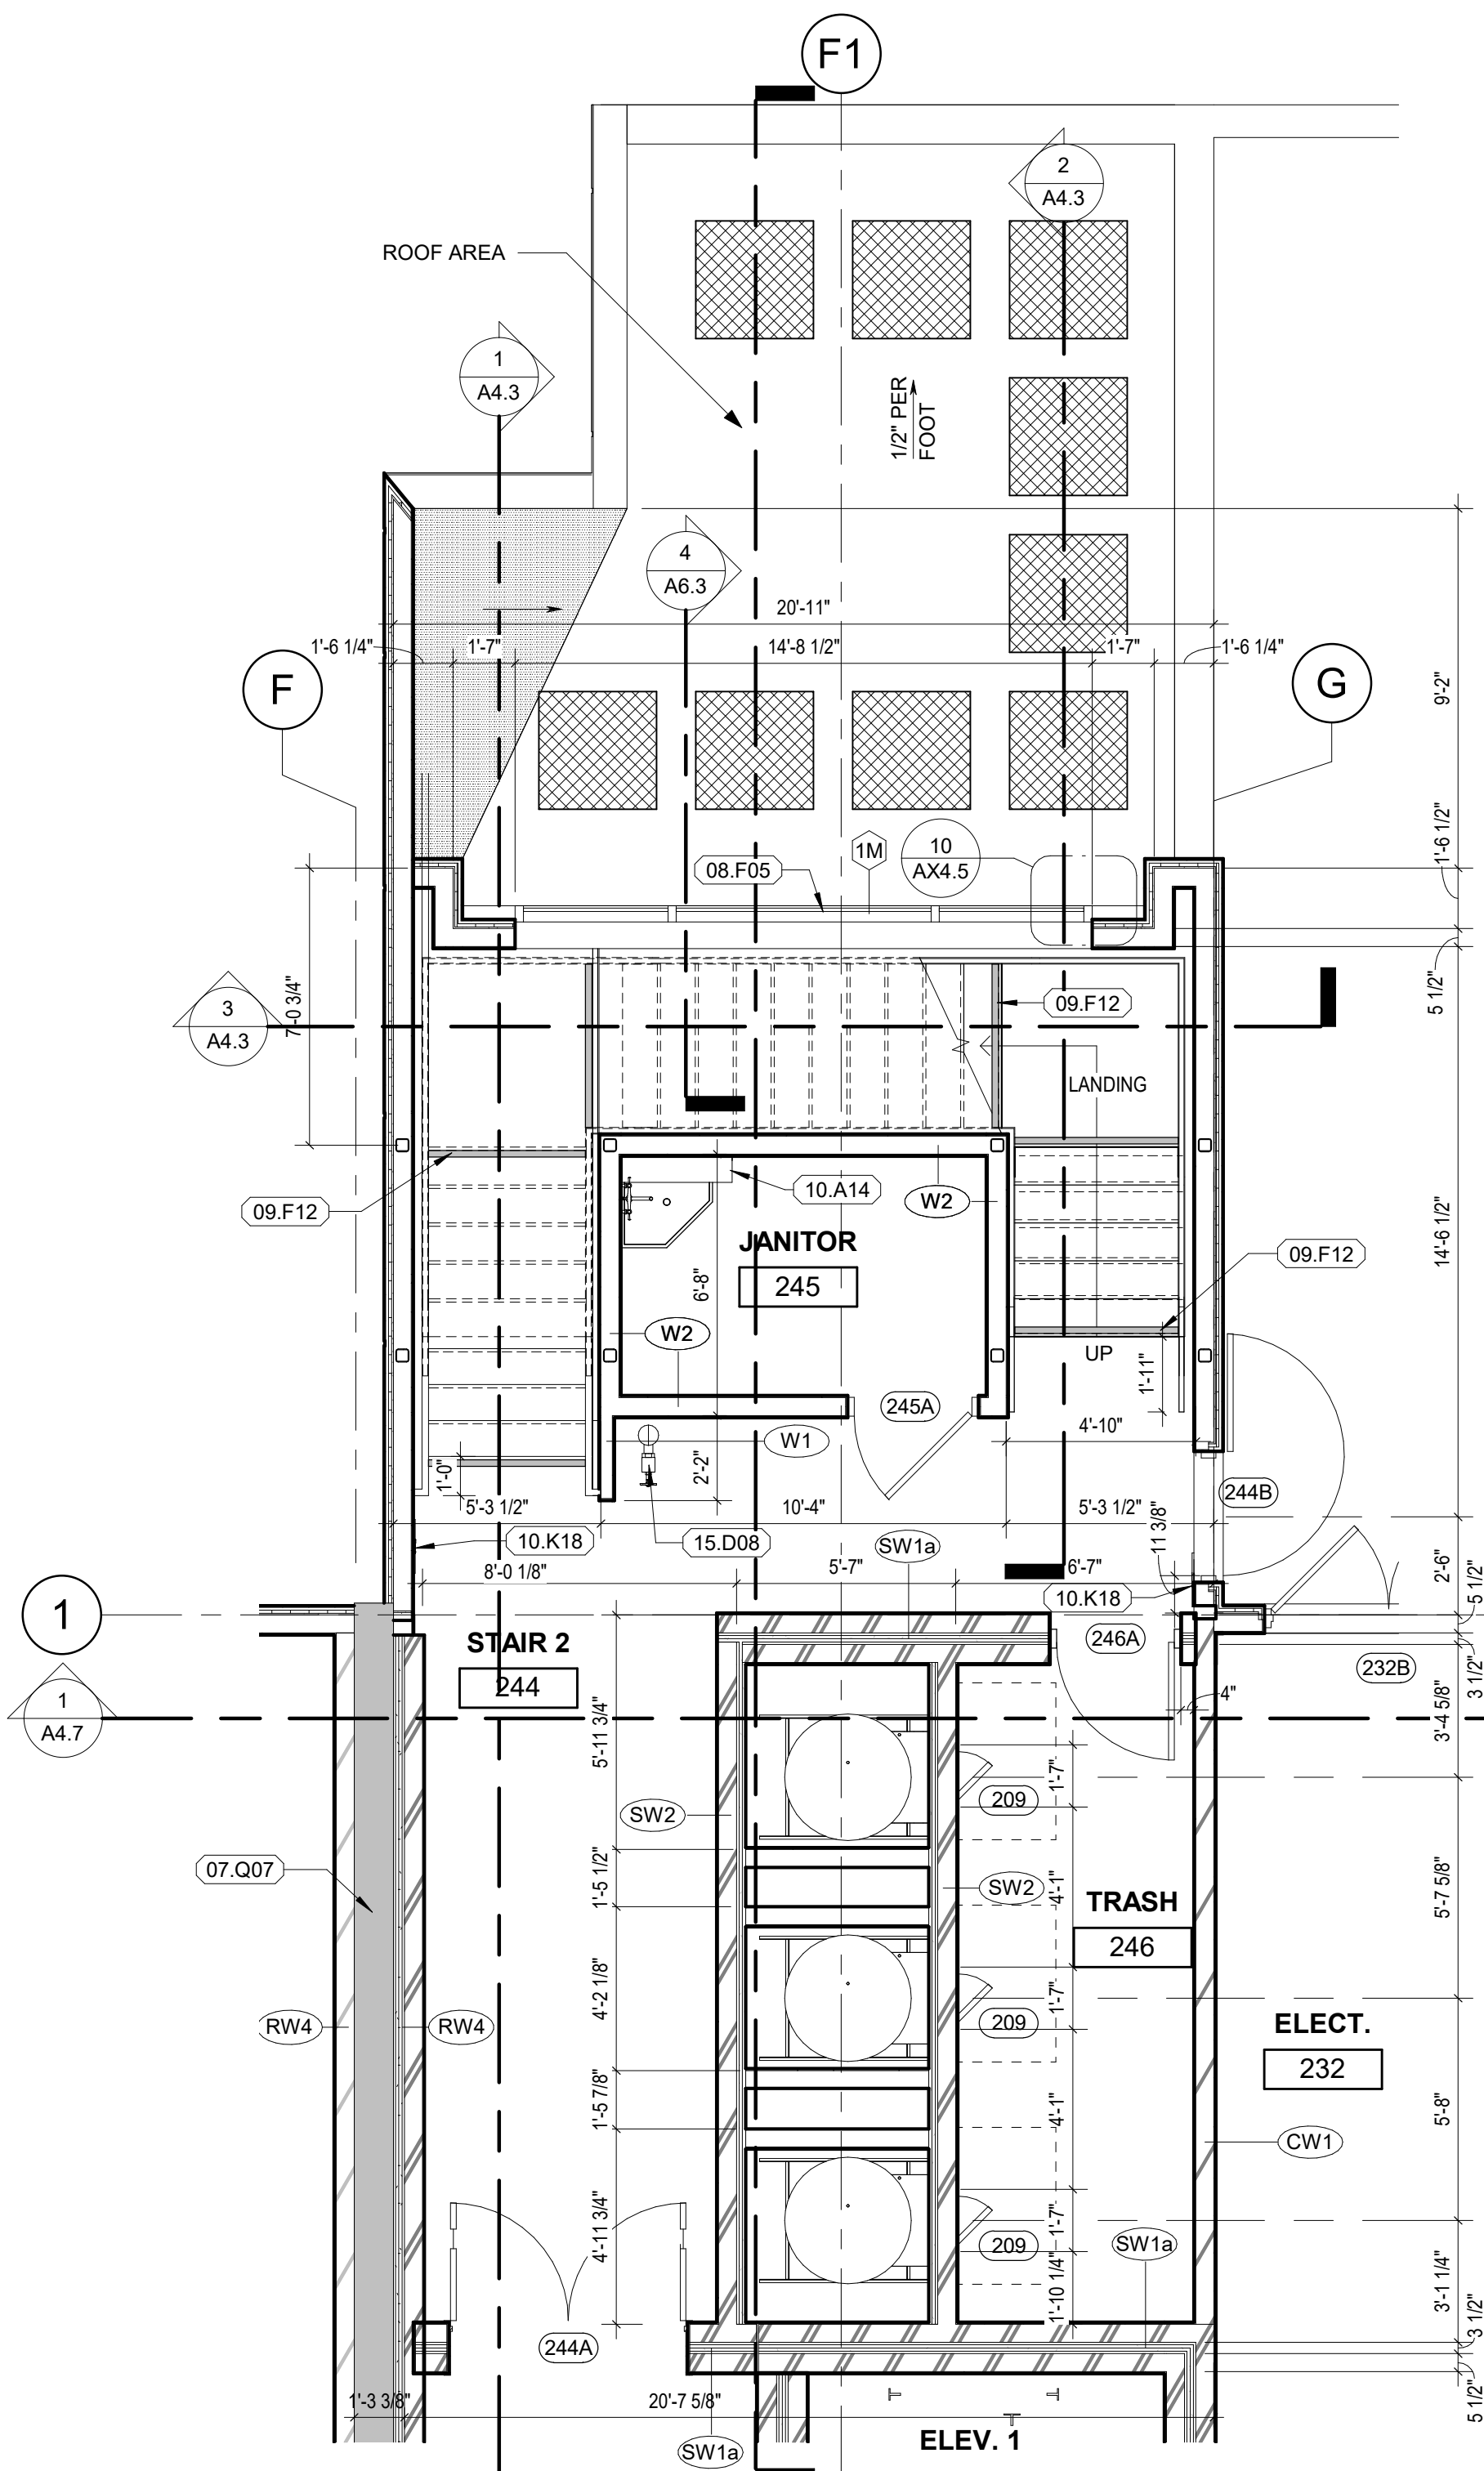 F1
2
A4.3
ROOF AREA
1
A4.3
1/2" PER
FOOT
4
A6.3
20'-11"
1'-6 1/4"
1'-7"
14'-8 1/2"
1'-7"
1'-6 1/4"
F
G
9'-2"
1'-6 1/2"
10
AX4.5
1M
08.F05
5 1/2"
3
A4.3
7'-0 3/4"
09.F12
LANDING
10.A14
W2
09.F12
JANITOR
245
6'-8"
09.F12
14'-6 1/2"
W2
UP
1'-11"
245A
4'-10"
W1
2'-2"
1'-0"
244B
5'-3 1/2"
10'-4"
5'-3 1/2"
10.K18
15.D08
SW1a
11 3/8"
8'-0 1/8"
5'-7"
6'-7"
2'-6"
5 1/2"
10.K18
1
STAIR 2
244
246A
232B
3 1/2"
1
A4.7
4"
3'-4 5/8"
5'-11 3/4"
1'-7"
209
SW2
07.Q07
1'-5 1/2"
SW2
4'-1"
5'-7 5/8"
TRASH
246
4'-2 1/8"
1'-7"
209
RW4
RW4
ELECT.
232
1'-5 7/8"
4'-1"
5'-8"
CW1
4'-11 3/4"
1'-7"
209
SW1a
1'-10 1/4"
3'-1 1/4"
3 1/2"
244A
5 1/2"
1'-3 3/8"
20'-7 5/8"
SW1a
ELEV. 1